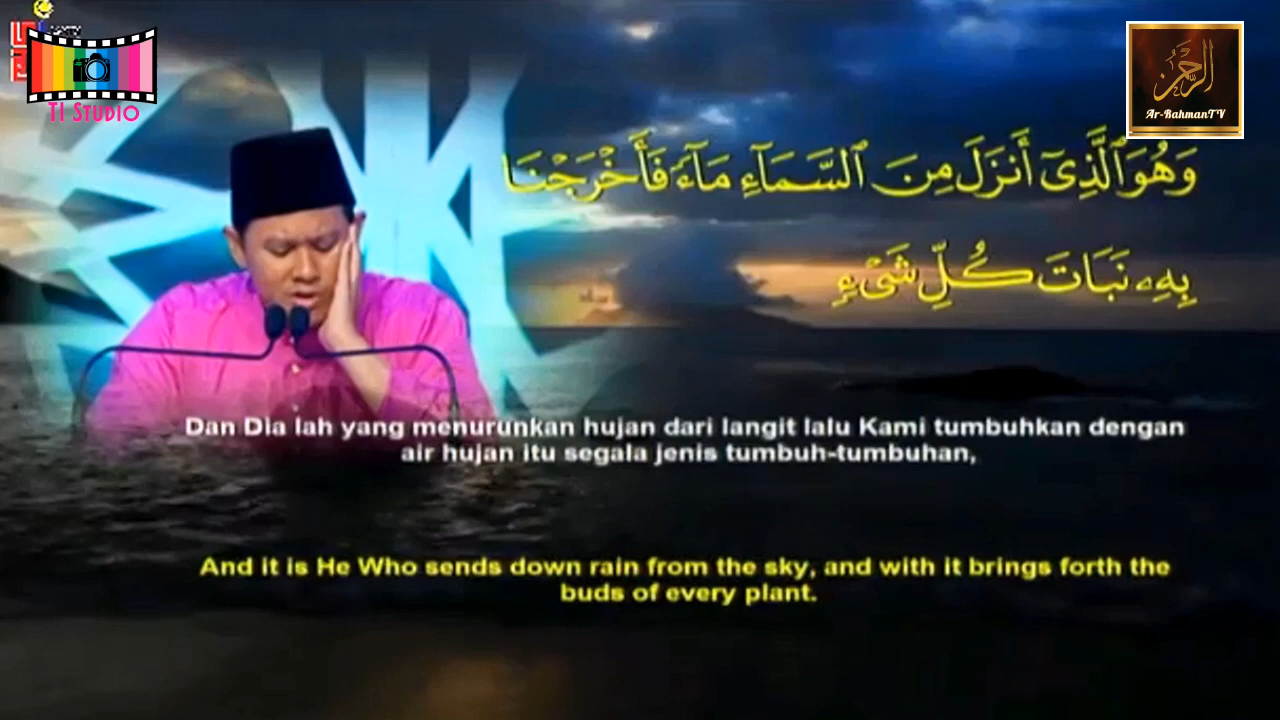 TI STUDIO
الرحمن
Ar-RahmanTV
وَهُوَ ٱلَّذِىٓ أَنزَلَ مِنَ ٱلسَّمَآءِ مَآءً فَأَخْرَجْنَا
بِهِۦ نَبَاتَ كُلِّ شَىْءٍ
Dan Dia lah yang menurunkan hujan dari langit lalu Kami tumbuhkan dengan
air hujan itu segala jenis tumbuh-tumbuhan,
And it is He Who sends down rain from the sky, and with it brings forth the
buds of every plant.